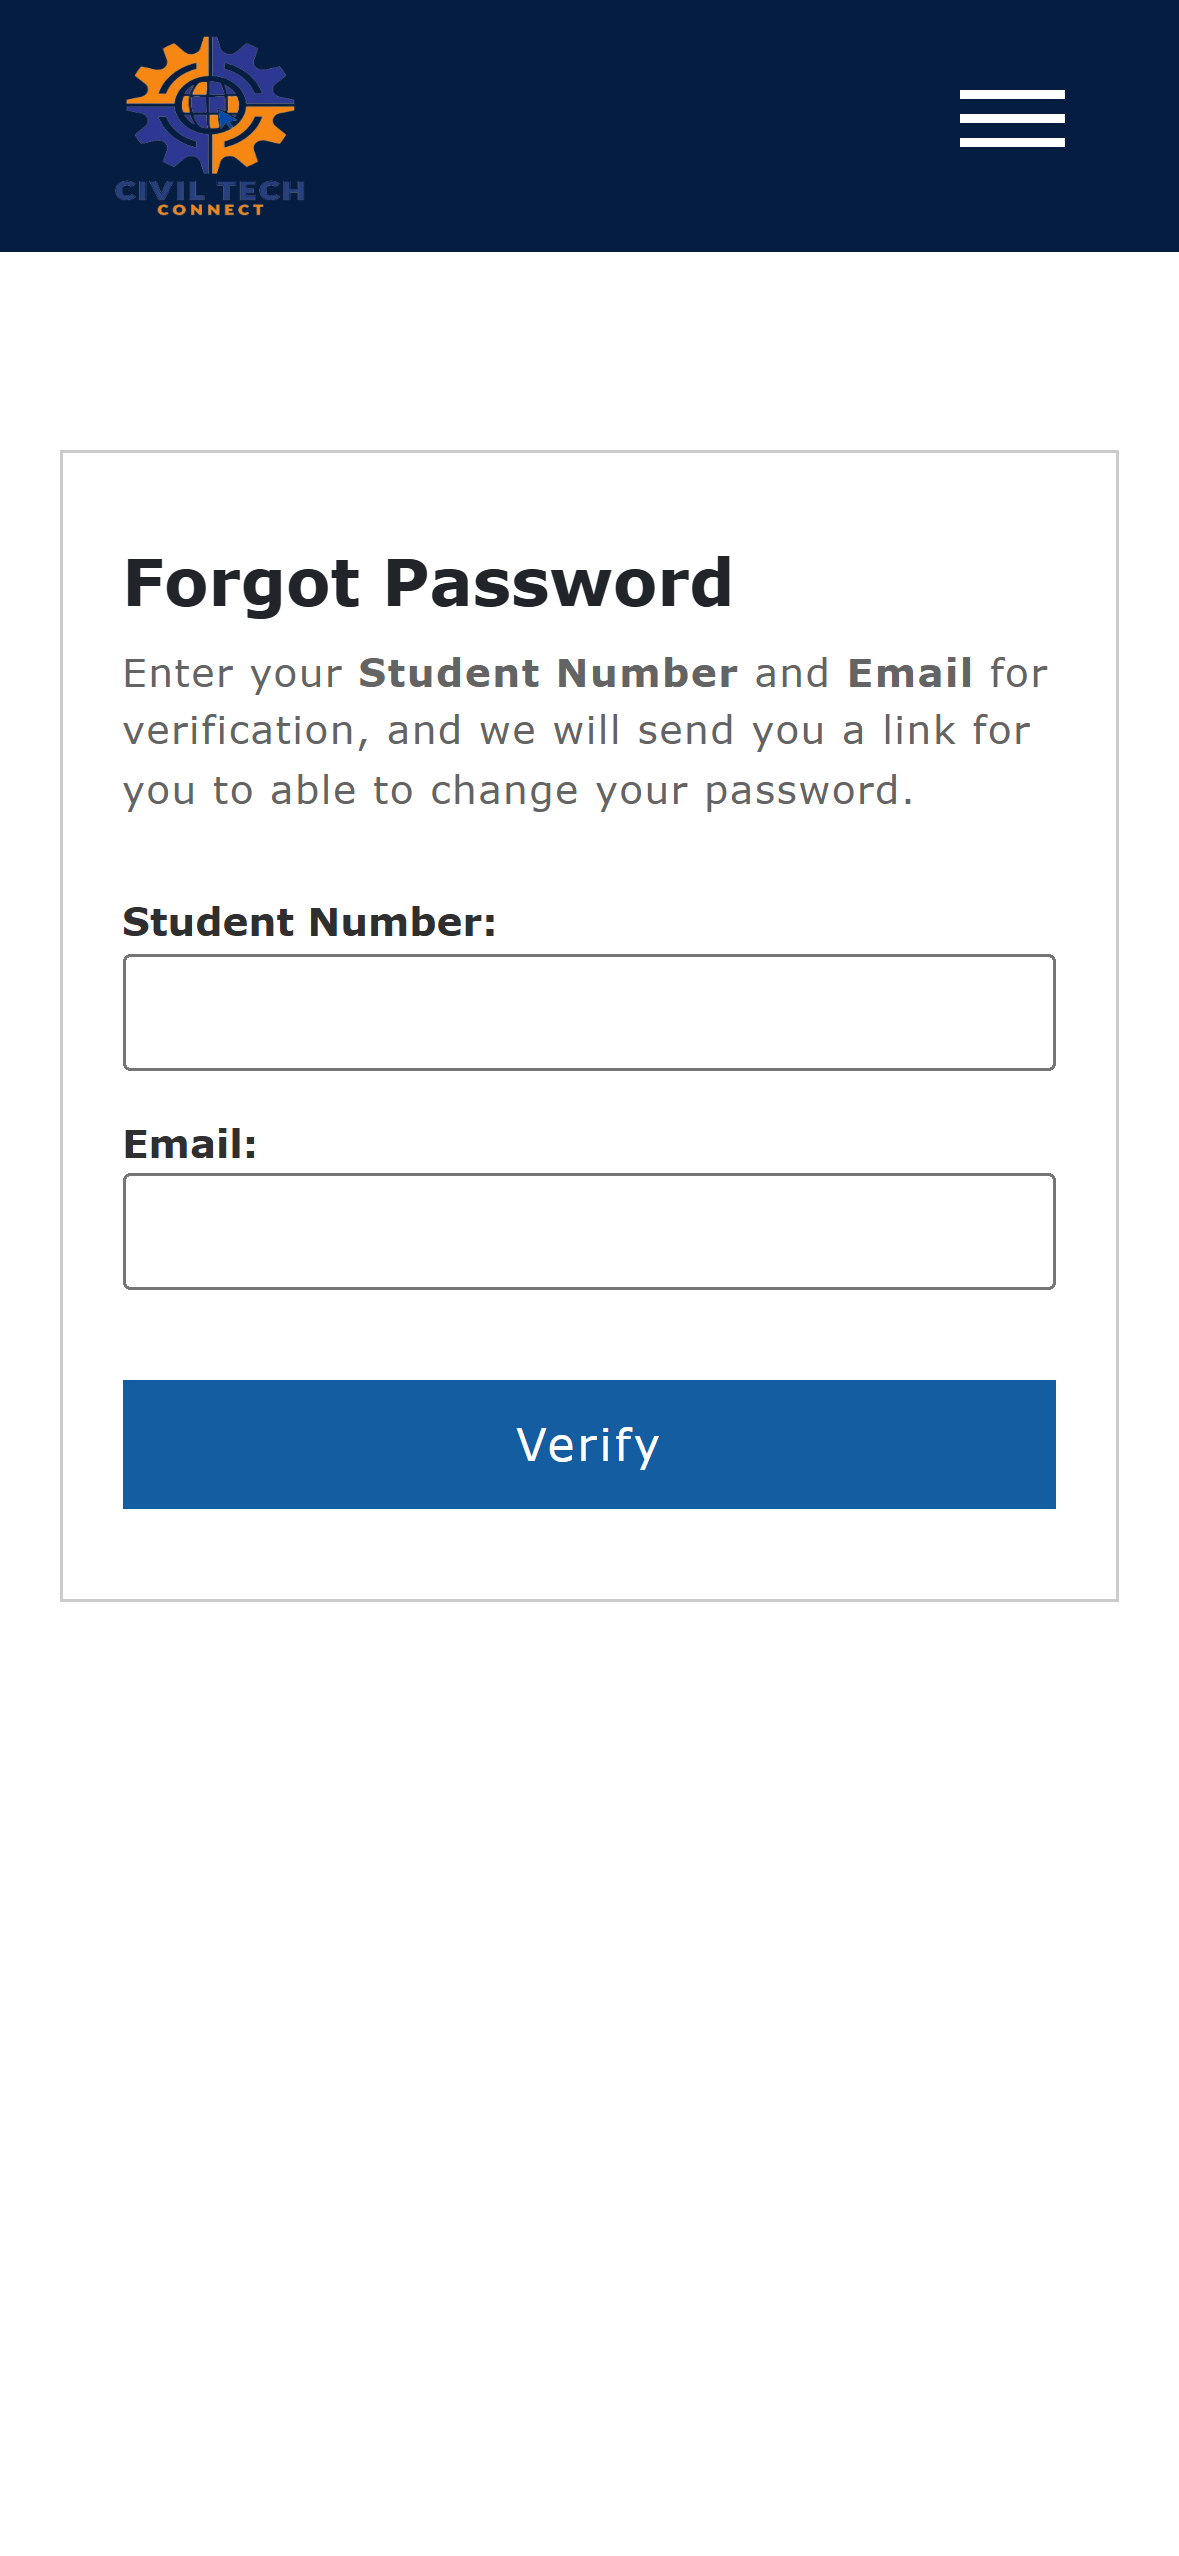 CIVIL TECH
CONNECT
Forgot Password
Enter your Student Number and Email for
verification, and we will send you a link for
you to able to change your password.
Student Number:
Email:
Verify